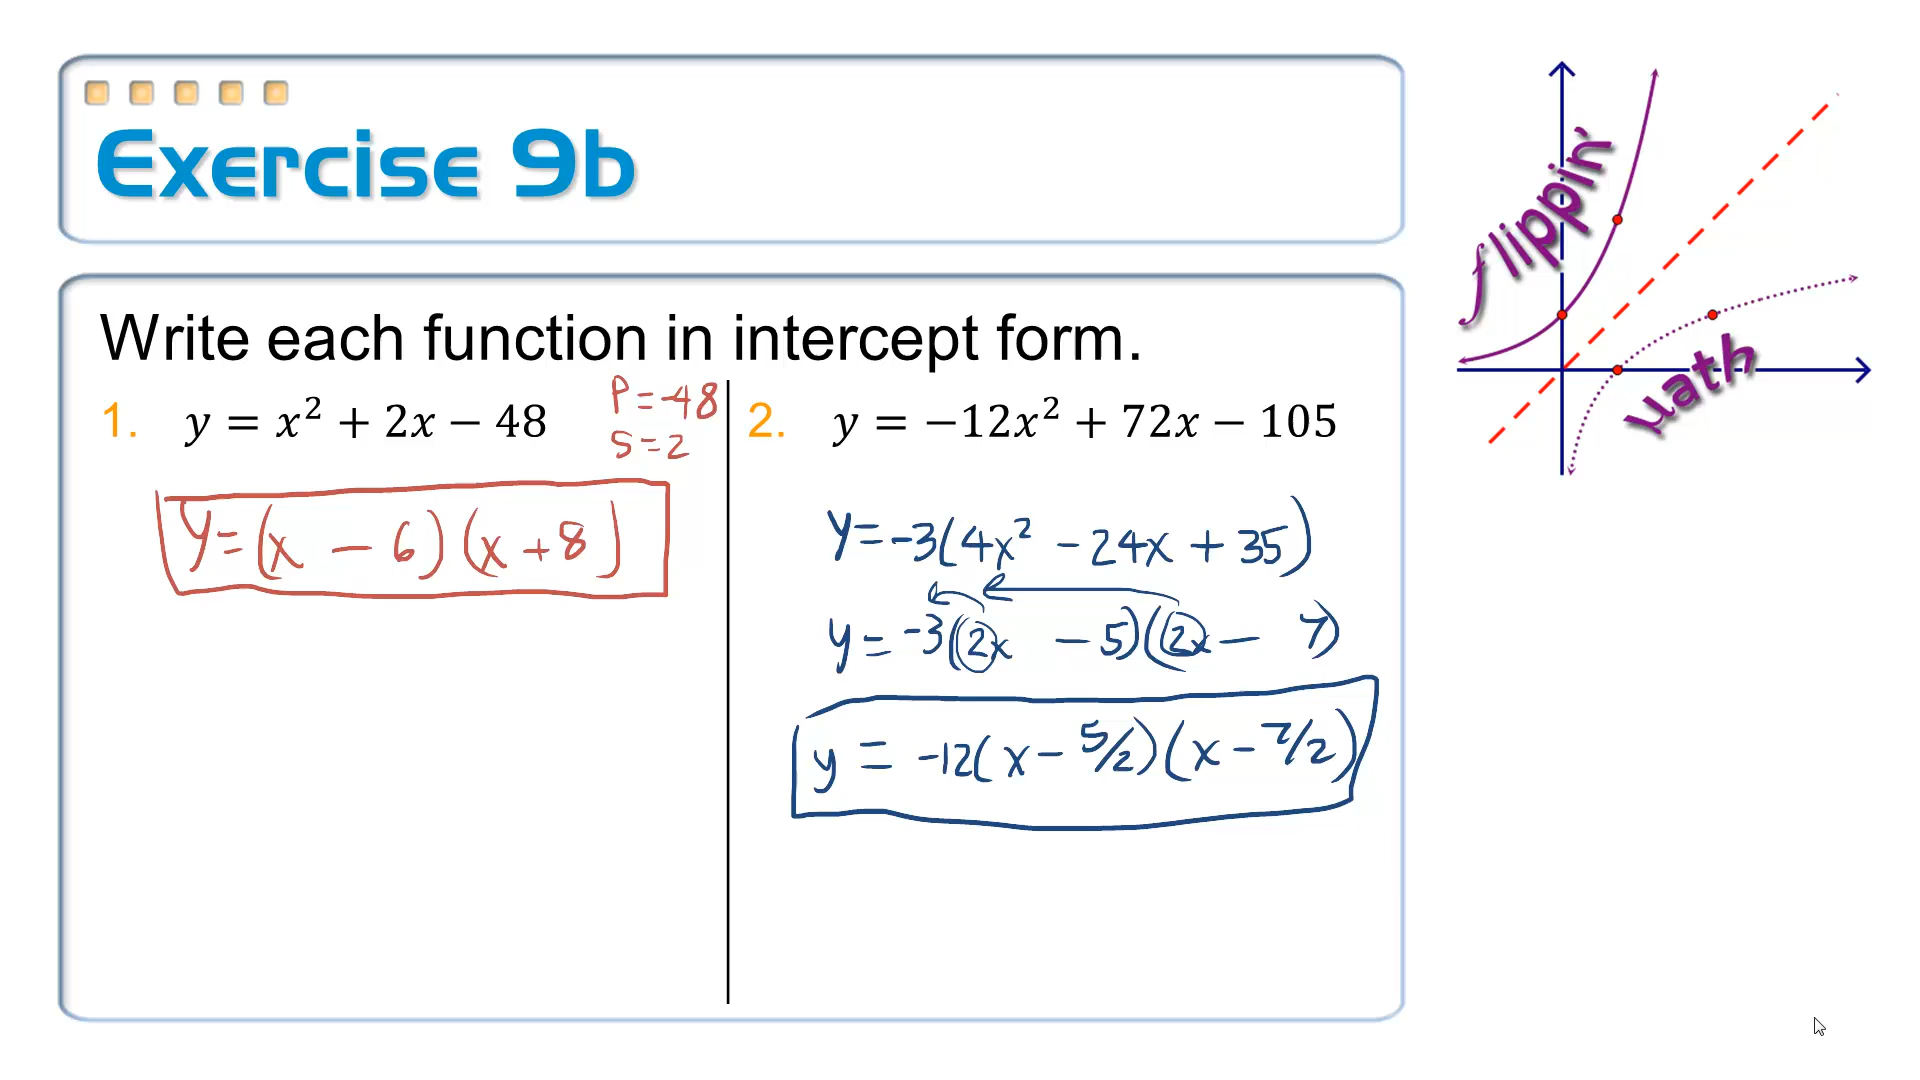 Exercise 9b
flippin'
math
Write each function in intercept form.
1. y = x² + 2x − 48
P = -48
S = 2
y = (x − 6)(x + 8)
2. y = −12x² + 72x − 105
y = -3(4x² - 24x + 35)
y = -3(2x - 5)(2x - 7)
y = -12(x - 5/2)(x - 7/2)